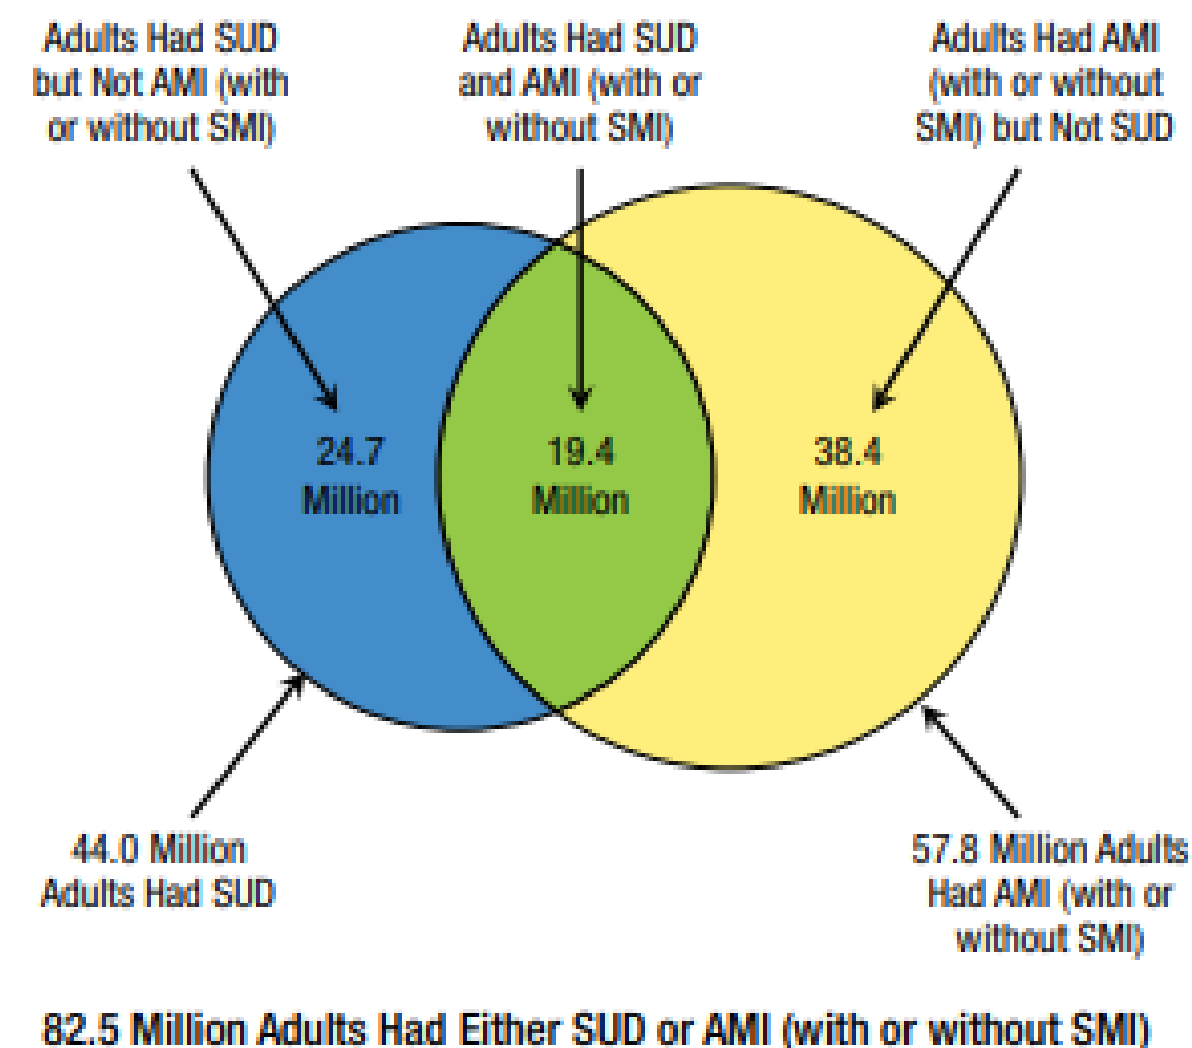 Adults Had SUD
but Not AMI (with
or without SMI)
Adults Had SUD
and AMI (with or
without SMI)
Adults Had AMI
(with or without
SMI) but Not SUD
24.7
Million
19.4
Million
38.4
Million
44.0 Million
Adults Had SUD
57.8 Million Adults
Had AMI (with or
without SMI)
82.5 Million Adults Had Either SUD or AMI (with or without SMI)